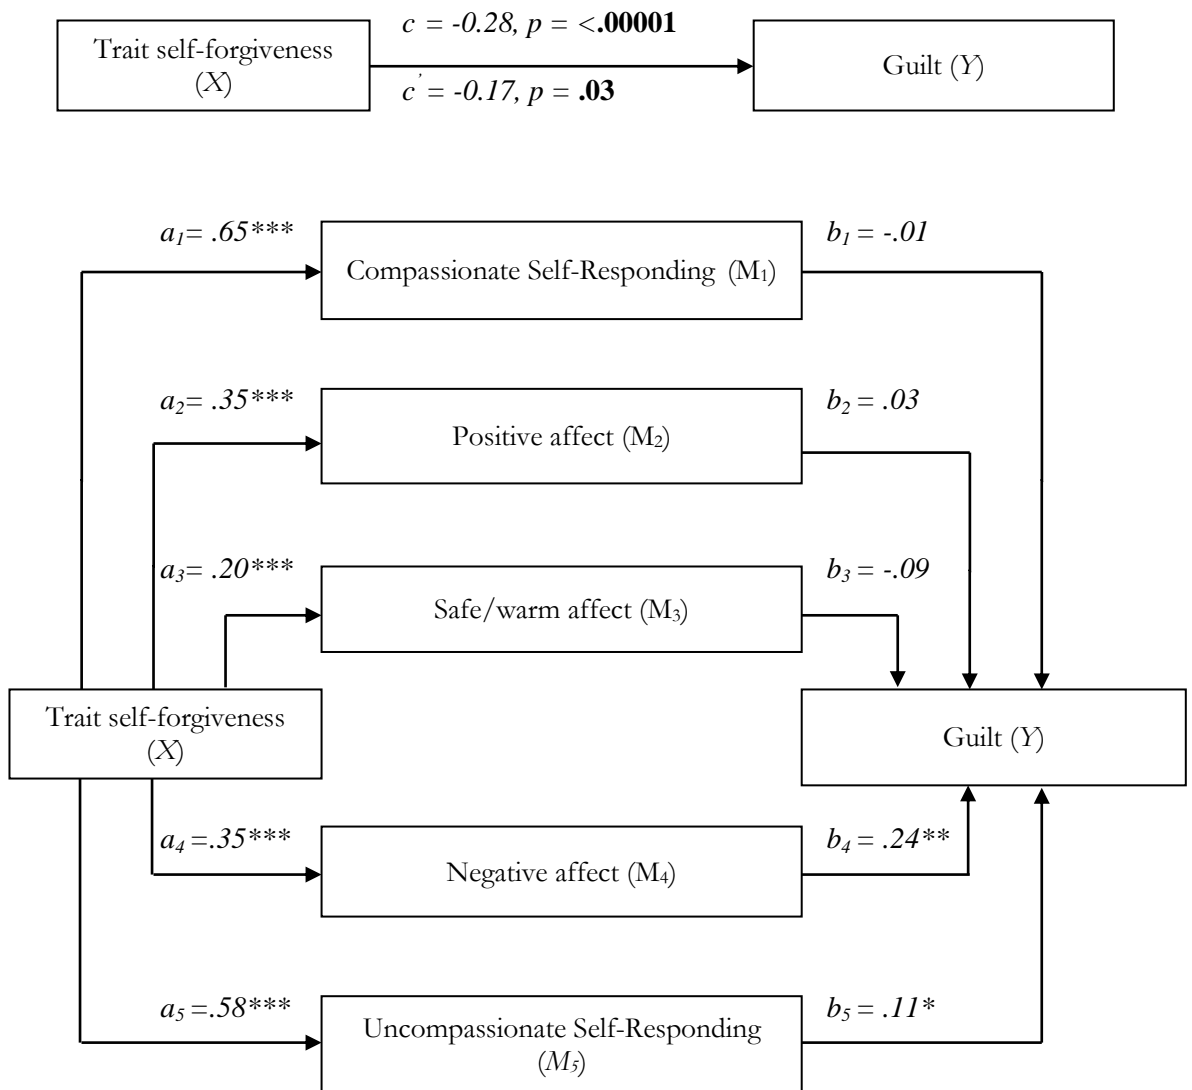 c = -0.28, p = <.00001
Trait self-forgiveness
(X)
Guilt (Y)
c' = -0.17, p = .03
a1= .65***
b1 = -.01
Compassionate Self-Responding (M1)
a2= .35***
b2 = .03
Positive affect (M2)
a3= .20***
b3 = -.09
Safe/warm affect (M3)
Trait self-forgiveness
(X)
Guilt (Y)
a4 =.35***
b4 = .24**
Negative affect (M4)
a5 =.58***
b5 = .11*
Uncompassionate Self-Responding
(M5)